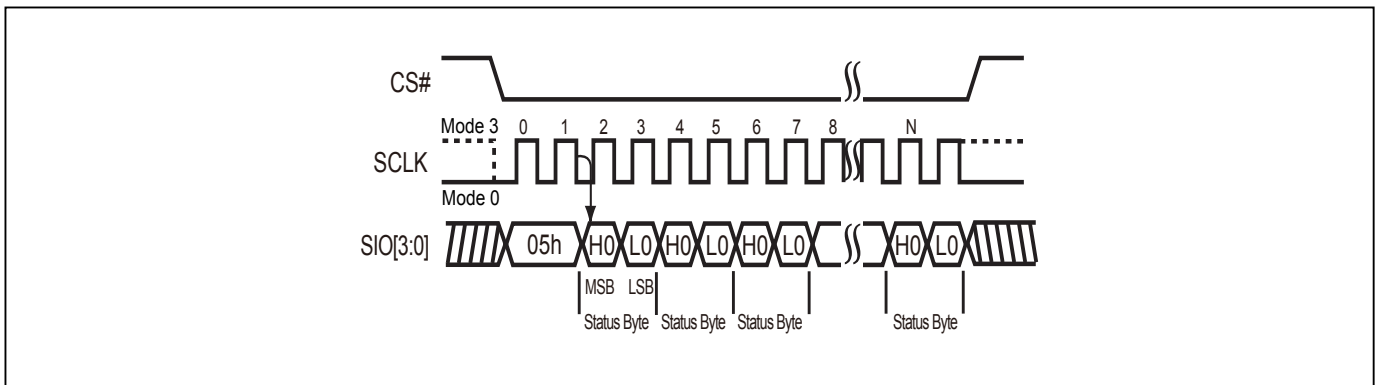 CS#
Mode 3 0 1 2 3 4 5 6 7 8 N
SCLK
Mode 0
SIO[3:0] 05h H0 L0 H0 L0 H0 L0 H0 L0
MSB LSB
Status Byte Status Byte Status Byte Status Byte